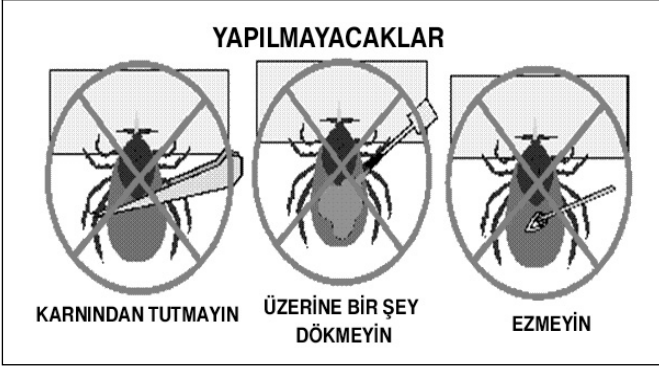 YAPILMAYACAKLAR
KARNINDAN TUTMAYIN
ÜZERİNE BİR ŞEY
DÖKMEYİN
EZMEYİN